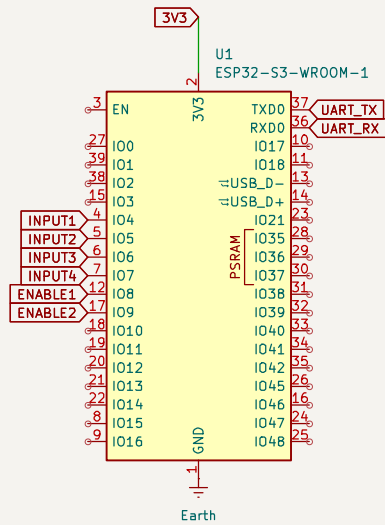 3V3
U1
ESP32-S3-WROOM-1
2
3V3
3 EN TXD0 37 UART_TX
RXD0 36 UART_RX
27 IO0 IO17 10
39 IO1 IO18 11
38 IO2 USB_D- 13
15 IO3 USB_D+ 14
INPUT1 4 IO4 IO21 23
INPUT2 5 IO5 IO35 28
INPUT3 6 IO6 IO36 29
INPUT4 7 IO7 IO37 30
PSRAM
ENABLE1 12 IO8 IO38 31
ENABLE2 17 IO9 IO39 32
18 IO10 IO40 33
19 IO11 IO41 34
20 IO12 IO42 35
21 IO13 IO45 26
22 IO14 IO46 16
8 IO15 IO47 24
9 IO16 IO48 25
GND
1
Earth